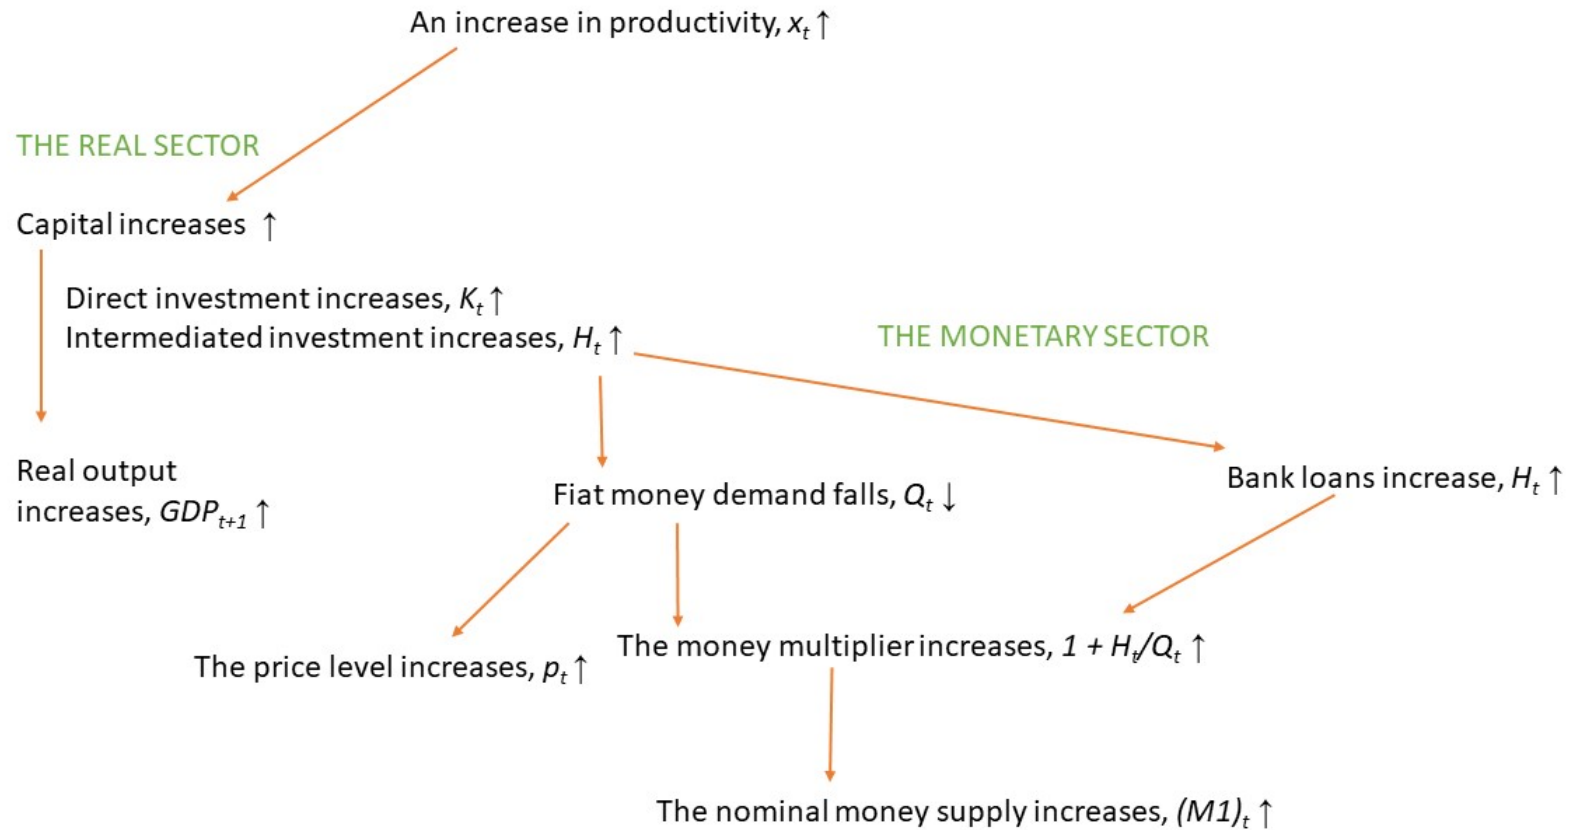 An increase in productivity, xt ↑
THE REAL SECTOR
Capital increases ↑
Direct investment increases, Kt ↑
Intermediated investment increases, Ht ↑
THE MONETARY SECTOR
Real output
increases, GDPt+1 ↑
Fiat money demand falls, Qt ↓
Bank loans increase, Ht ↑
The price level increases, pt ↑
The money multiplier increases, 1 + Ht/Qt ↑
The nominal money supply increases, (M1)t ↑